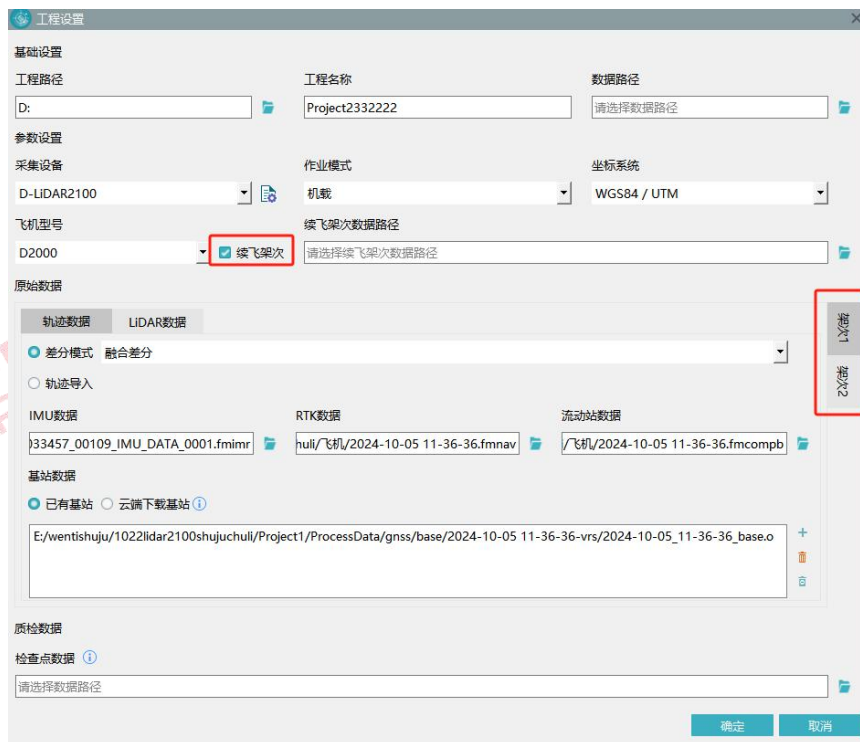 工程设置
基础设置
工程路径 工程名称 数据路径
D: Project2332222 请选择数据路径
参数设置
采集设备 作业模式 坐标系统
D-LiDAR2100 机载 WGS84 / UTM
飞机型号 续飞架次数据路径
D2000 续飞架次 请选择续飞架次数据路径
原始数据
轨迹数据 LiDAR数据
架次1
差分模式 融合差分
架次2
轨迹导入
IMU数据 RTK数据 流动站数据
)33457_00109_IMU_DATA_0001.fmimr huli/飞机/2024-10-05 11-36-36.fmnav /飞机/2024-10-05 11-36-36.fmcompb
基站数据
已有基站 云端下载基站
E:/wentishuju/1022lidar2100shujuchuli/Project1/ProcessData/gnss/base/2024-10-05 11-36-36-vrs/2024-10-05_11-36-36_base.o
质检数据
检查点数据
请选择数据路径
确定 取消